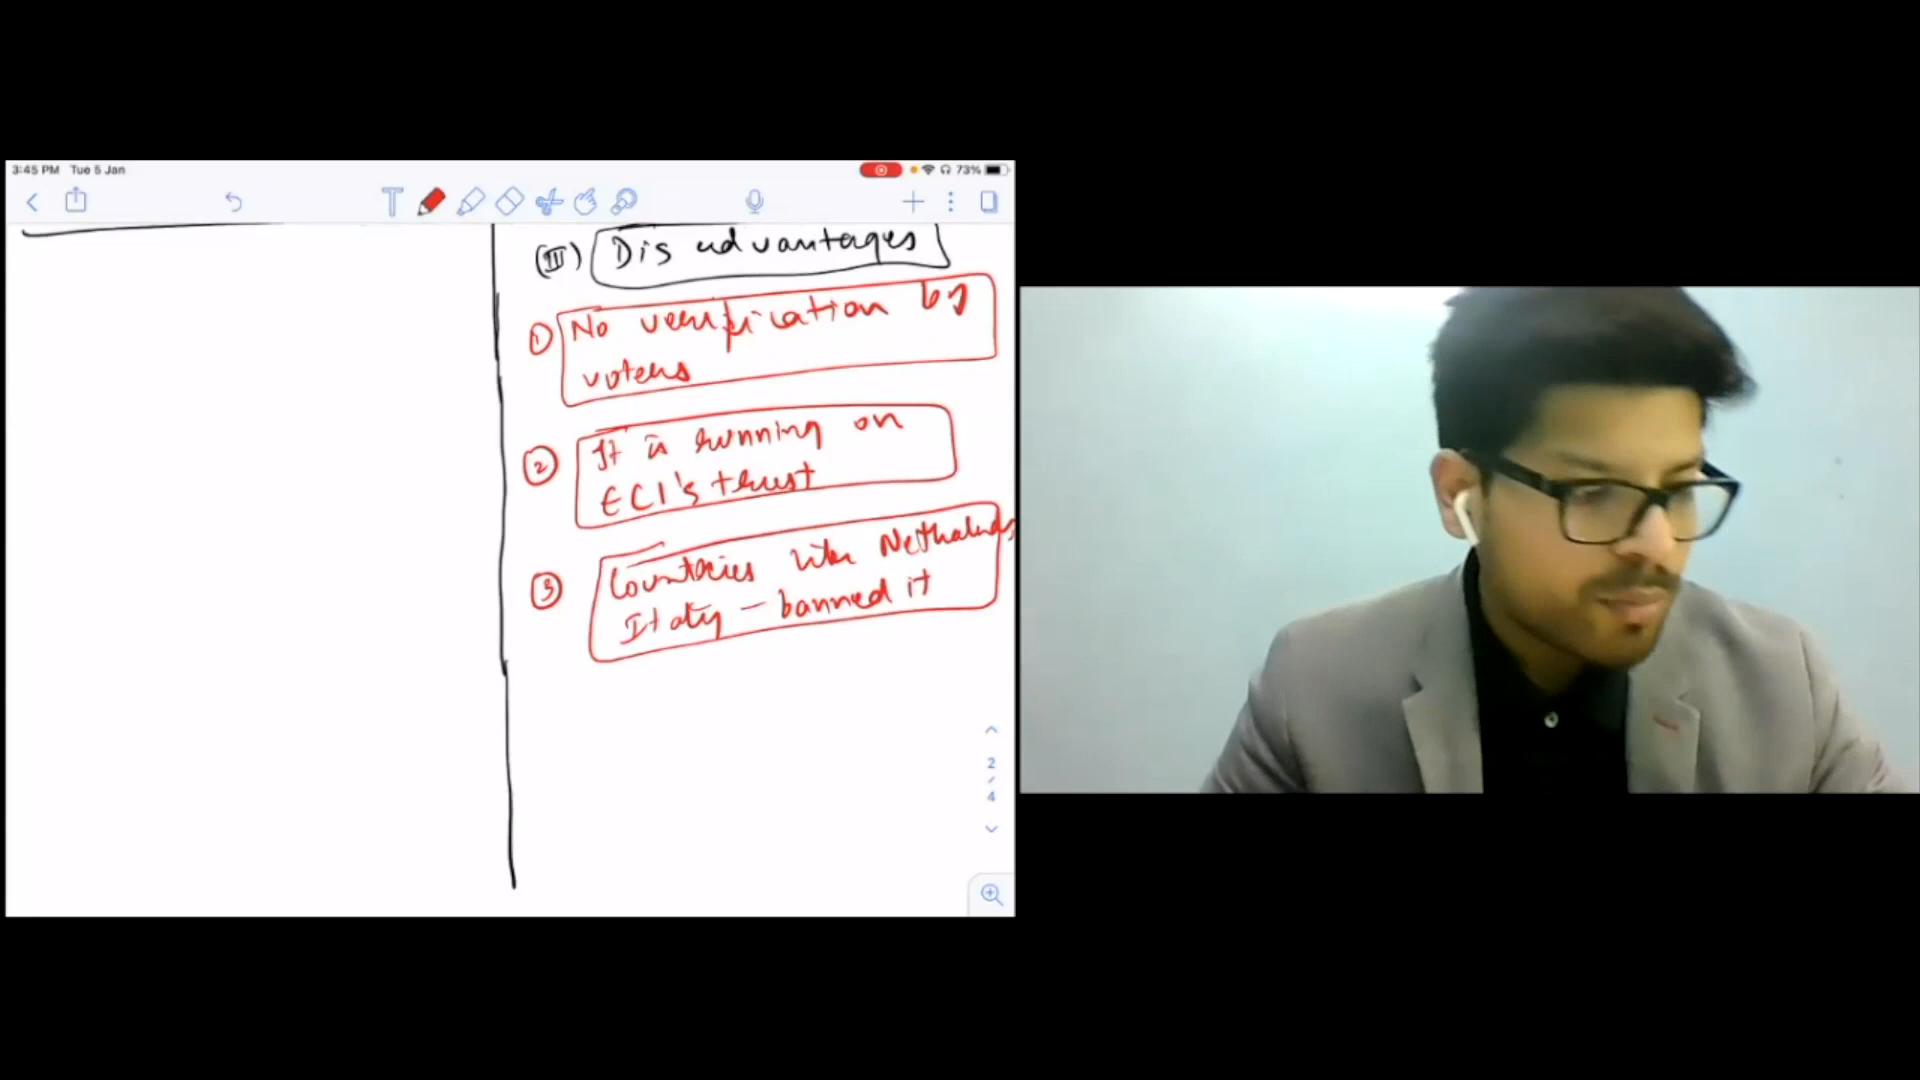 3:45 PM Tue 5 Jan
73%
T
(III) Dis advantages
① No verification by
voters
② It is running on
ECI's trust
③ Countries like Nethalands,
Italy - banned it
2
/
4